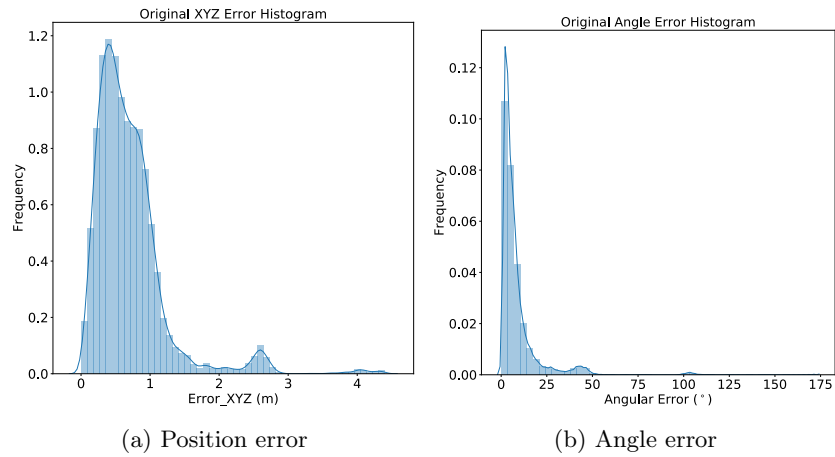 Original XYZ Error Histogram
1.2
1.0
0.8
0.6
0.4
0.2
0.0
Frequency
0 1 2 3 4
Error_XYZ (m)
(a) Position error
Original Angle Error Histogram
0.12
0.10
0.08
0.06
0.04
0.02
0.00
Frequency
0 25 50 75 100 125 150 175
Angular Error (°)
(b) Angle error